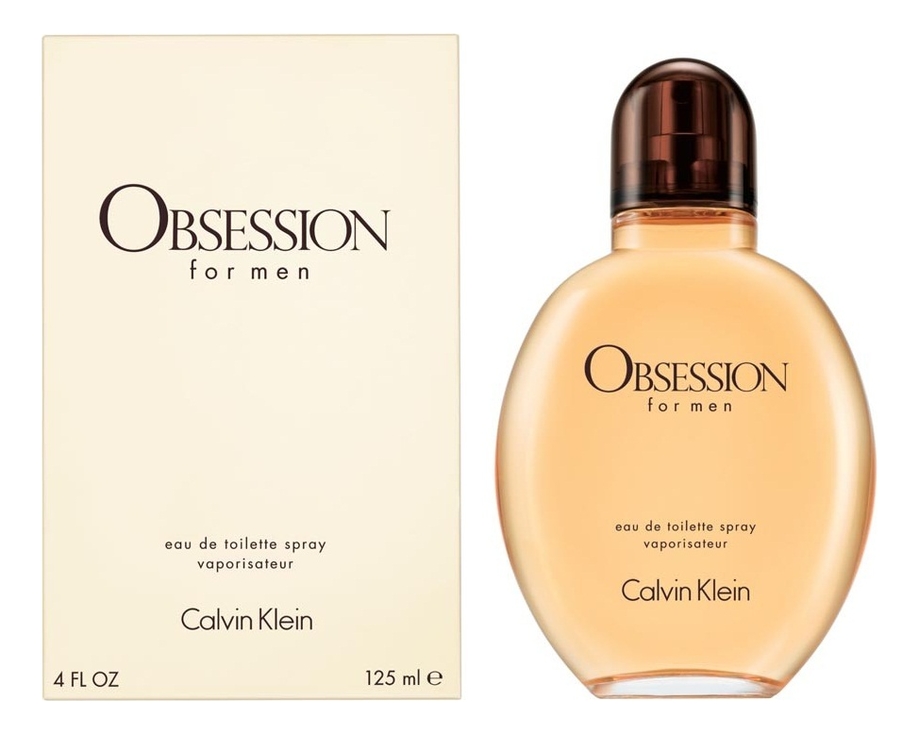 OBSESSION
for men
eau de toilette spray
vaporisateur
Calvin Klein
4 FL OZ
125 ml ℮
OBSESSION
for men
eau de toilette spray
vaporisateur
Calvin Klein